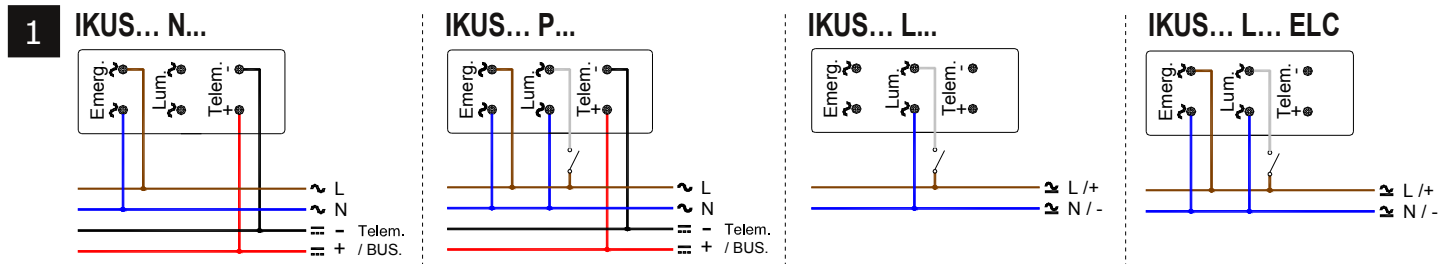 1
IKUS... N...
Emerg.
Lum.
Telem.
-
+
L
N
- Telem.
+ / BUS.
IKUS... P...
Emerg.
Lum.
Telem.
-
+
L
N
- Telem.
+ / BUS.
IKUS... L...
Emerg.
Lum.
Telem.
-
+
L /+
N / -
IKUS... L... ELC
Emerg.
Lum.
Telem.
-
+
L /+
N / -